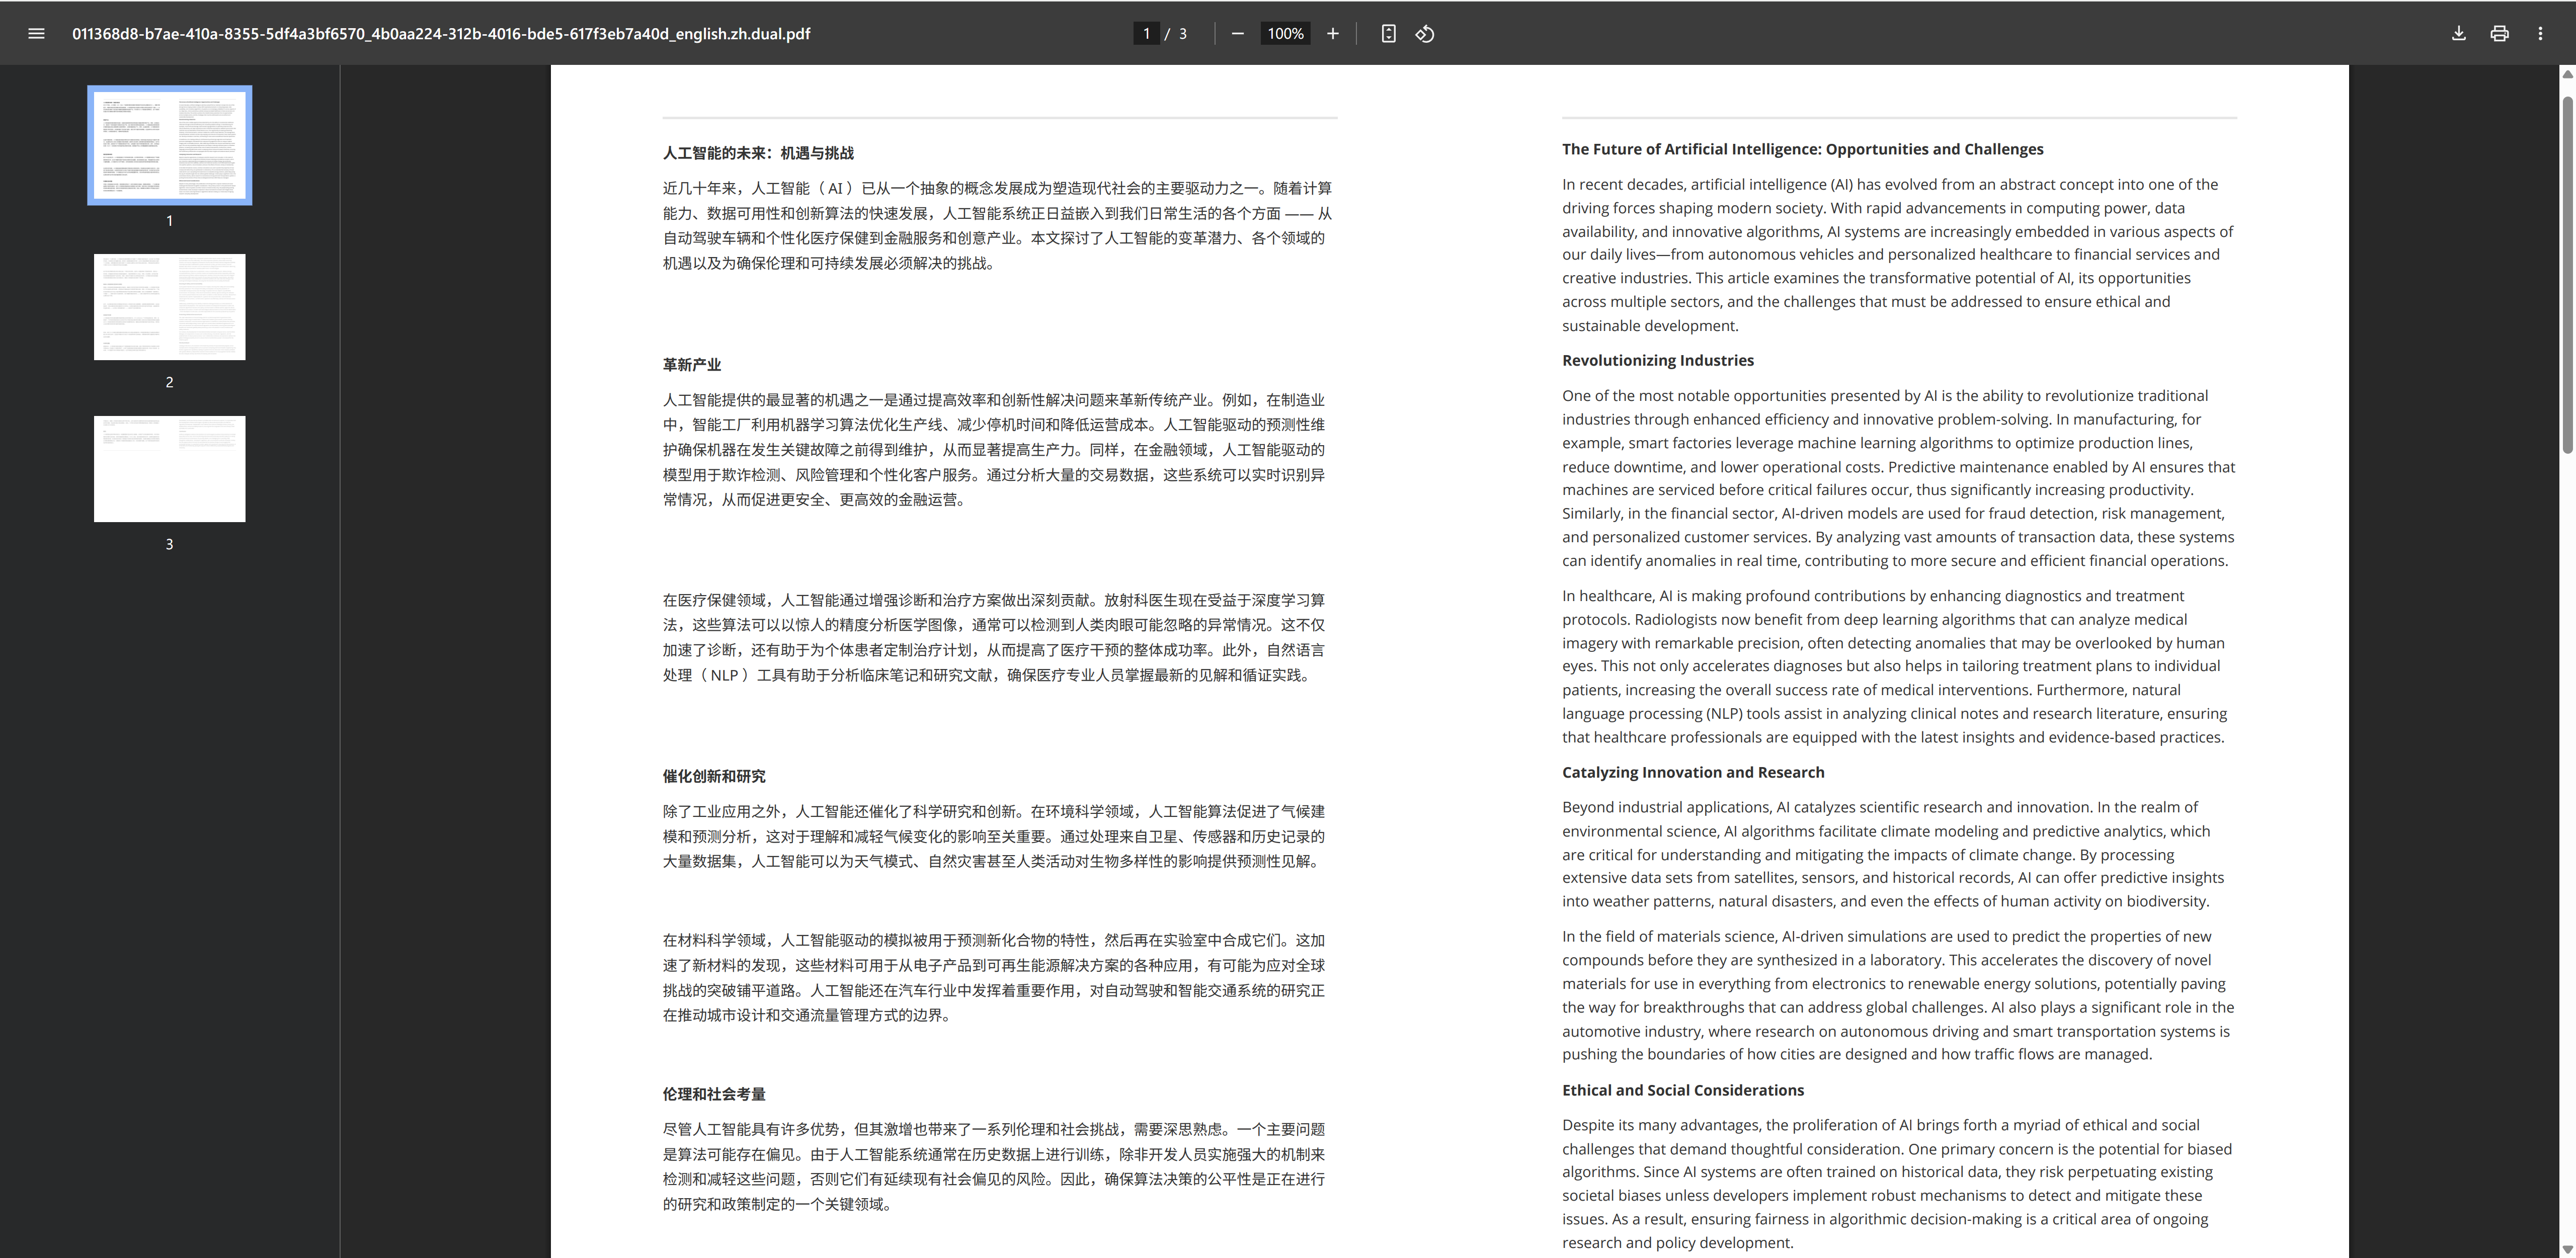 011368d8-b7ae-410a-8355-5df4a3bf6570_4b0aa224-312b-4016-bde5-617f3eb7a40d_english.zh.dual.pdf
1 / 3
100%
1
2
3
人工智能的未来：机遇与挑战
近几十年来，人工智能（ AI ）已从一个抽象的概念发展成为塑造现代社会的主要驱动力之一。随着计算
能力、数据可用性和创新算法的快速发展，人工智能系统正日益嵌入到我们日常生活的各个方面 —— 从
自动驾驶车辆和个性化医疗保健到金融服务和创意产业。本文探讨了人工智能的变革潜力、各个领域的
机遇以及为确保伦理和可持续发展必须解决的挑战。
革新产业
人工智能提供的最显著的机遇之一是通过提高效率和创新性解决问题来革新传统产业。例如，在制造业
中，智能工厂利用机器学习算法优化生产线、减少停机时间和降低运营成本。人工智能驱动的预测性维
护确保机器在发生关键故障之前得到维护，从而显著提高生产力。同样，在金融领域，人工智能驱动的
模型用于欺诈检测、风险管理和个性化客户服务。通过分析大量的交易数据，这些系统可以实时识别异
常情况，从而促进更安全、更高效的金融运营。
在医疗保健领域，人工智能通过增强诊断和治疗方案做出深刻贡献。放射科医生现在受益于深度学习算
法，这些算法可以以惊人的精度分析医学图像，通常可以检测到人类肉眼可能忽略的异常情况。这不仅
加速了诊断，还有助于为个体患者定制治疗计划，从而提高了医疗干预的整体成功率。此外，自然语言
处理（ NLP ）工具有助于分析临床笔记和研究文献，确保医疗专业人员掌握最新的见解和循证实践。
催化创新和研究
除了工业应用之外，人工智能还催化了科学研究和创新。在环境科学领域，人工智能算法促进了气候建
模和预测分析，这对于理解和减轻气候变化的影响至关重要。通过处理来自卫星、传感器和历史记录的
大量数据集，人工智能可以为天气模式、自然灾害甚至人类活动对生物多样性的影响提供预测性见解。
在材料科学领域，人工智能驱动的模拟被用于预测新化合物的特性，然后再在实验室中合成它们。这加
速了新材料的发现，这些材料可用于从电子产品到可再生能源解决方案的各种应用，有可能为应对全球
挑战的突破铺平道路。人工智能还在汽车行业中发挥着重要作用，对自动驾驶和智能交通系统的研究正
在推动城市设计和交通流量管理方式的边界。
伦理和社会考量
尽管人工智能具有许多优势，但其激增也带来了一系列伦理和社会挑战，需要深思熟虑。一个主要问题
是算法可能存在偏见。由于人工智能系统通常在历史数据上进行训练，除非开发人员实施强大的机制来
检测和减轻这些问题，否则它们有延续现有社会偏见的风险。因此，确保算法决策的公平性是正在进行
的研究和政策制定的一个关键领域。
The Future of Artificial Intelligence: Opportunities and Challenges
In recent decades, artificial intelligence (AI) has evolved from an abstract concept into one of the
driving forces shaping modern society. With rapid advancements in computing power, data
availability, and innovative algorithms, AI systems are increasingly embedded in various aspects of
our daily lives—from autonomous vehicles and personalized healthcare to financial services and
creative industries. This article examines the transformative potential of AI, its opportunities
across multiple sectors, and the challenges that must be addressed to ensure ethical and
sustainable development.
Revolutionizing Industries
One of the most notable opportunities presented by AI is the ability to revolutionize traditional
industries through enhanced efficiency and innovative problem-solving. In manufacturing, for
example, smart factories leverage machine learning algorithms to optimize production lines,
reduce downtime, and lower operational costs. Predictive maintenance enabled by AI ensures that
machines are serviced before critical failures occur, thus significantly increasing productivity.
Similarly, in the financial sector, AI-driven models are used for fraud detection, risk management,
and personalized customer services. By analyzing vast amounts of transaction data, these systems
can identify anomalies in real time, contributing to more secure and efficient financial operations.
In healthcare, AI is making profound contributions by enhancing diagnostics and treatment
protocols. Radiologists now benefit from deep learning algorithms that can analyze medical
imagery with remarkable precision, often detecting anomalies that may be overlooked by human
eyes. This not only accelerates diagnoses but also helps in tailoring treatment plans to individual
patients, increasing the overall success rate of medical interventions. Furthermore, natural
language processing (NLP) tools assist in analyzing clinical notes and research literature, ensuring
that healthcare professionals are equipped with the latest insights and evidence-based practices.
Catalyzing Innovation and Research
Beyond industrial applications, AI catalyzes scientific research and innovation. In the realm of
environmental science, AI algorithms facilitate climate modeling and predictive analytics, which
are critical for understanding and mitigating the impacts of climate change. By processing
extensive data sets from satellites, sensors, and historical records, AI can offer predictive insights
into weather patterns, natural disasters, and even the effects of human activity on biodiversity.
In the field of materials science, AI-driven simulations are used to predict the properties of new
compounds before they are synthesized in a laboratory. This accelerates the discovery of novel
materials for use in everything from electronics to renewable energy solutions, potentially paving
the way for breakthroughs that can address global challenges. AI also plays a significant role in the
automotive industry, where research on autonomous driving and smart transportation systems is
pushing the boundaries of how cities are designed and how traffic flows are managed.
Ethical and Social Considerations
Despite its many advantages, the proliferation of AI brings forth a myriad of ethical and social
challenges that demand thoughtful consideration. One primary concern is the potential for biased
algorithms. Since AI systems are often trained on historical data, they risk perpetuating existing
societal biases unless developers implement robust mechanisms to detect and mitigate these
issues. As a result, ensuring fairness in algorithmic decision-making is a critical area of ongoing
research and policy development.